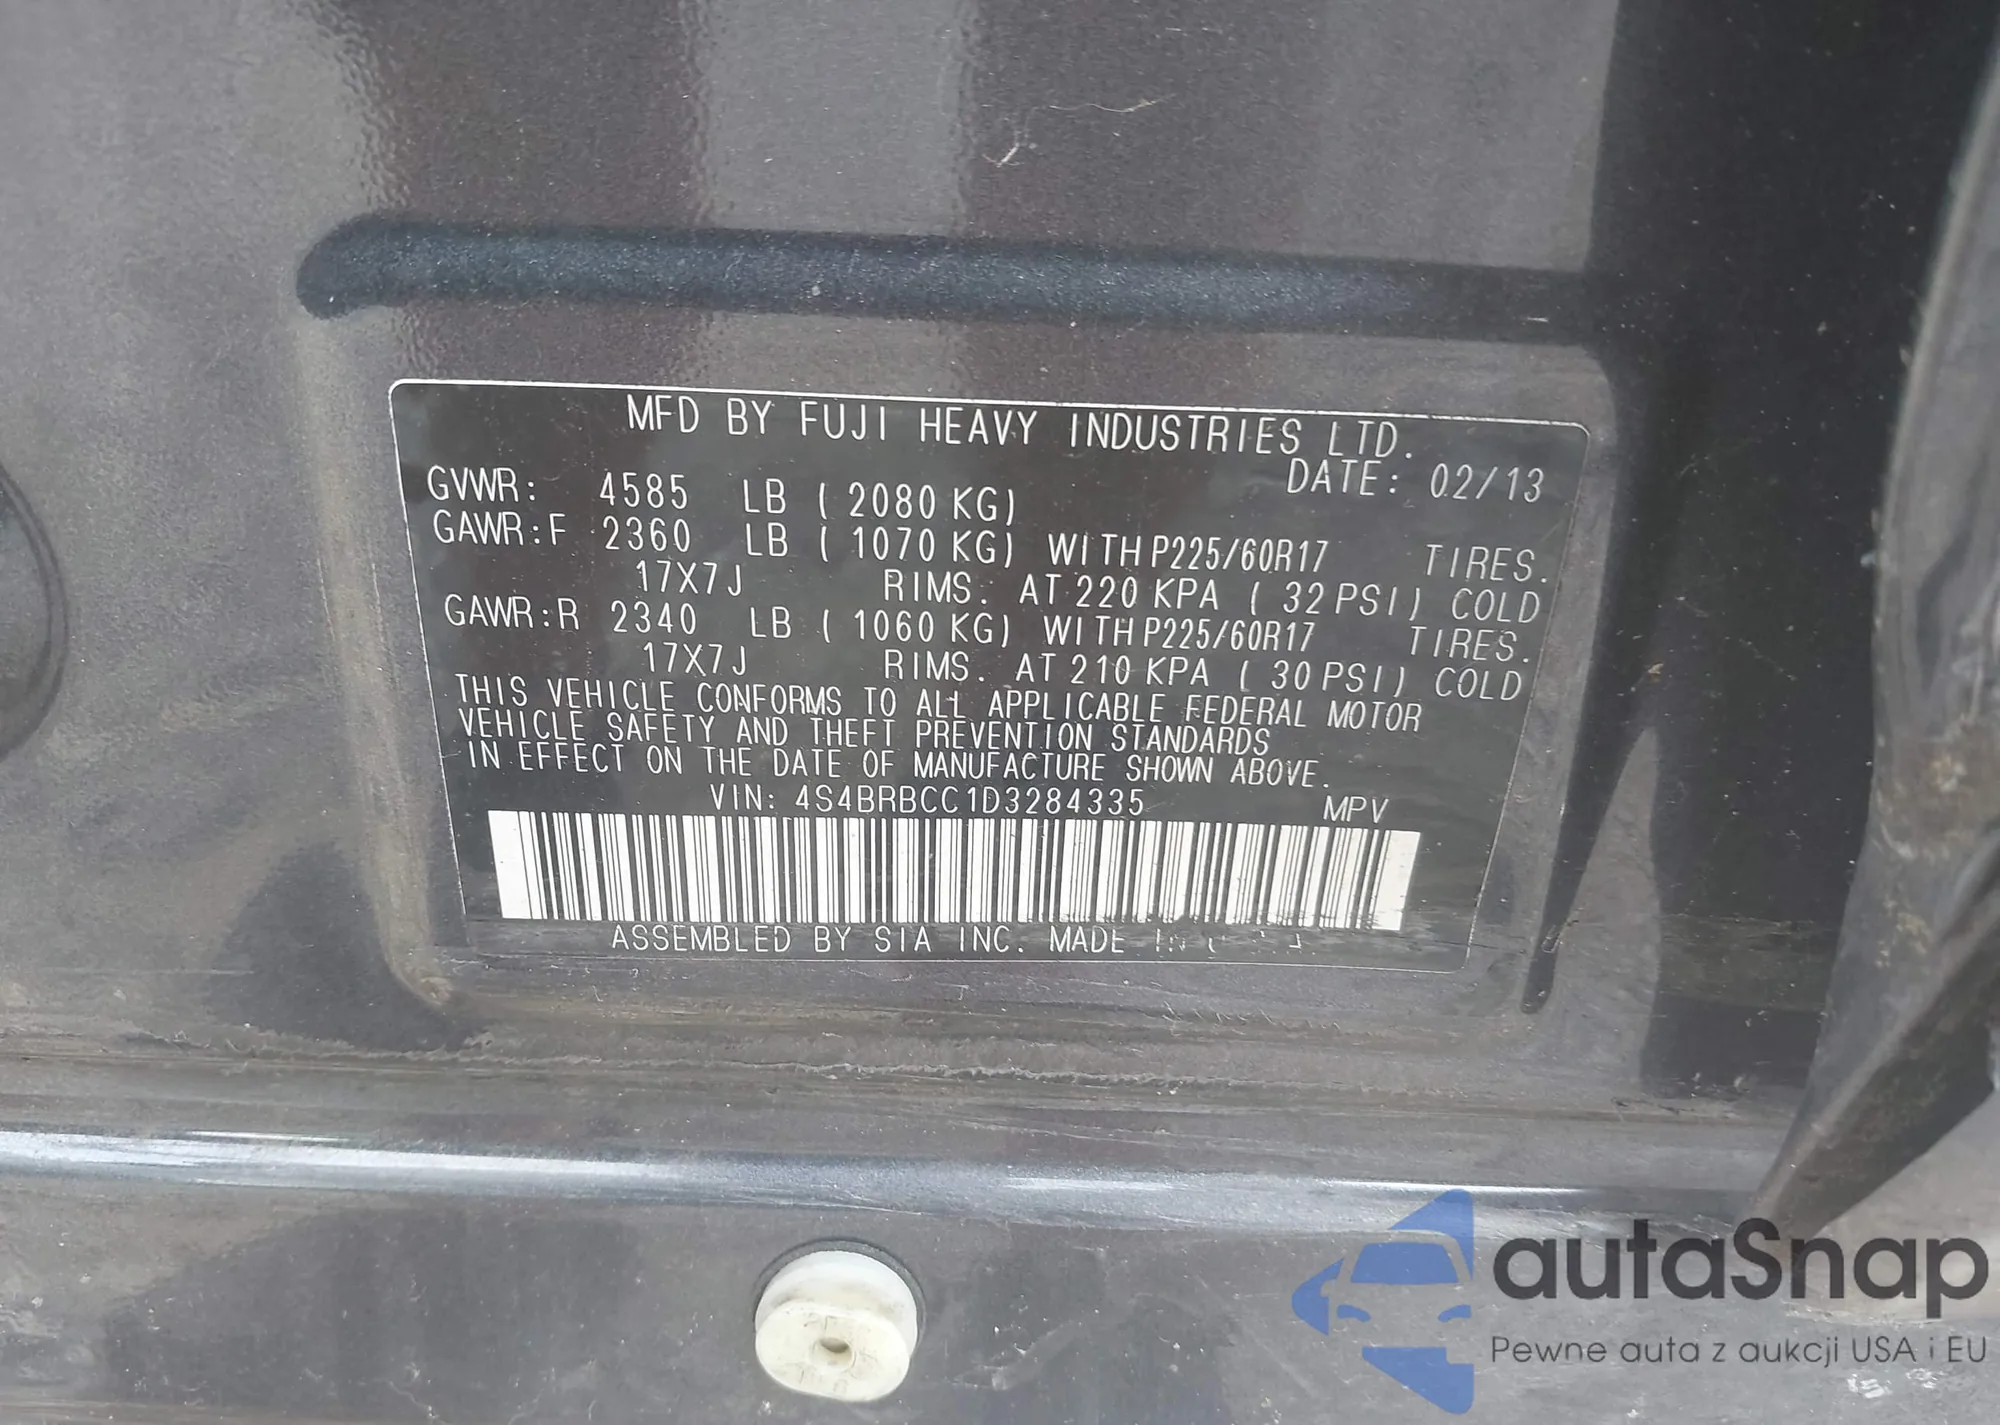 MFD BY FUJI HEAVY INDUSTRIES LTD.
DATE: 02/13
GVWR: 4585 LB ( 2080 KG)
GAWR:F 2360 LB ( 1070 KG) WITH P225/60R17 TIRES.
17X7J RIMS. AT 220 KPA ( 32 PSI) COLD
GAWR:R 2340 LB ( 1060 KG) WITH P225/60R17 TIRES.
17X7J RIMS. AT 210 KPA ( 30 PSI) COLD
THIS VEHICLE CONFORMS TO ALL APPLICABLE FEDERAL MOTOR
VEHICLE SAFETY AND THEFT PREVENTION STANDARDS
IN EFFECT ON THE DATE OF MANUFACTURE SHOWN ABOVE.
VIN: 4S4BRBCC1D3284335 MPV
ASSEMBLED BY SIA INC. MADE IN
autaSnap
Pewne auta z aukcji USA i EU